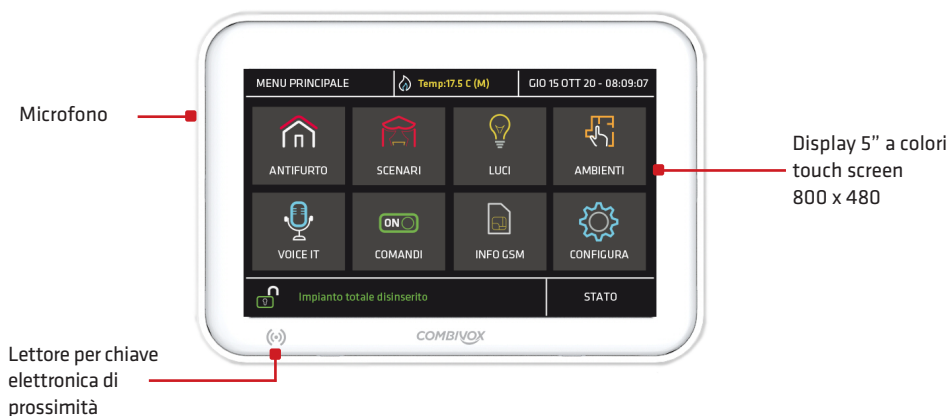 Microfono
MENU PRINCIPALE
Temp:17.5 C (M)
GIO 15 OTT 20 - 08:09:07
ANTIFURTO
SCENARI
LUCI
AMBIENTI
VOICE IT
ON
COMANDI
INFO GSM
CONFIGURA
Impianto totale disinserito
STATO
COMBIVOX
Display 5” a colori
touch screen
800 x 480
Lettore per chiave
elettronica di
prossimità